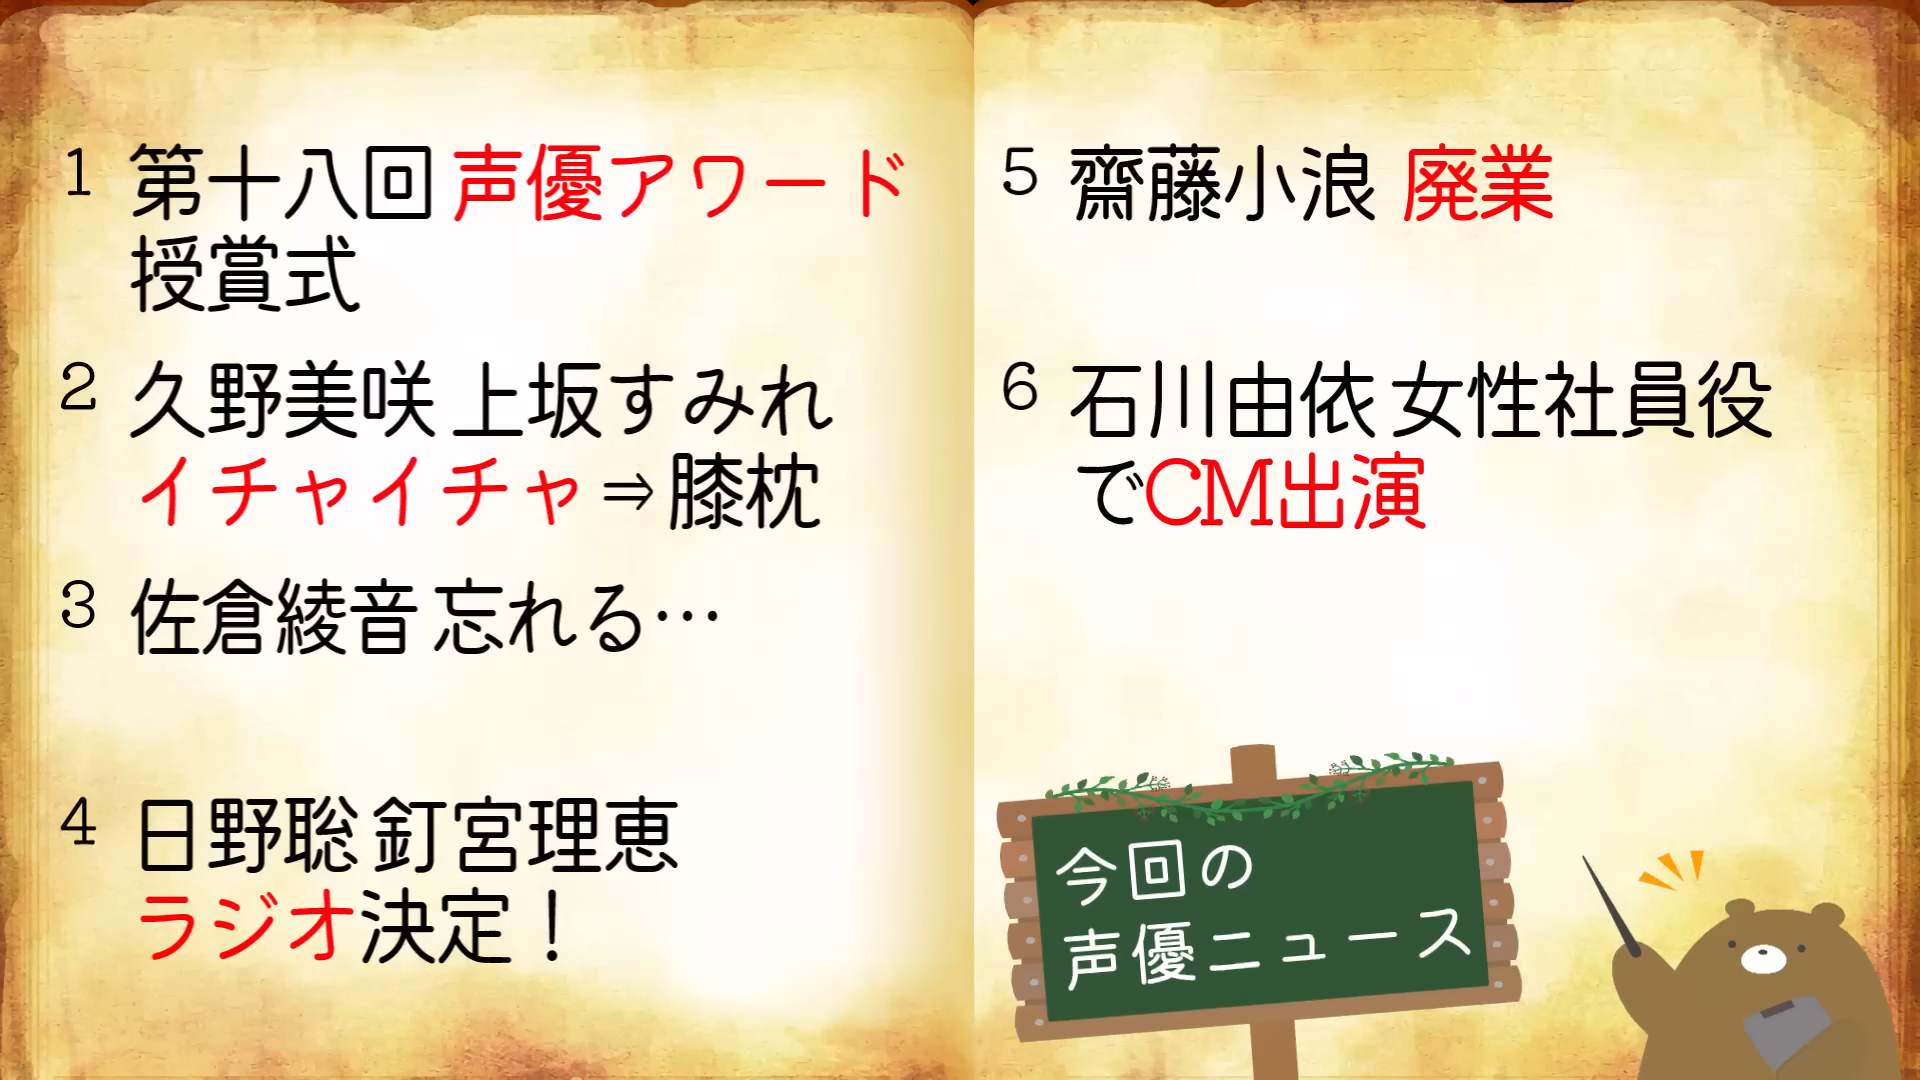 1 第十八回 声優アワード
授賞式
2 久野美咲 上坂すみれ
イチャイチャ⇒膝枕
3 佐倉綾音 忘れる…
4 日野聡 釘宮理恵
ラジオ決定！
5 齋藤小浪 廃業
6 石川由依 女性社員役
でCM出演
今回の
声優ニュース